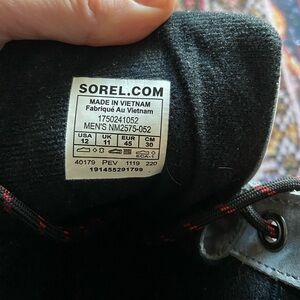 SOREL.COM
MADE IN VIETNAM
Fabriqué Au Vietnam
1750241052
MEN'S NM2575-052
USA UK EUR CM
12 11 45 30
40179 PEV 1119 220
191455291799